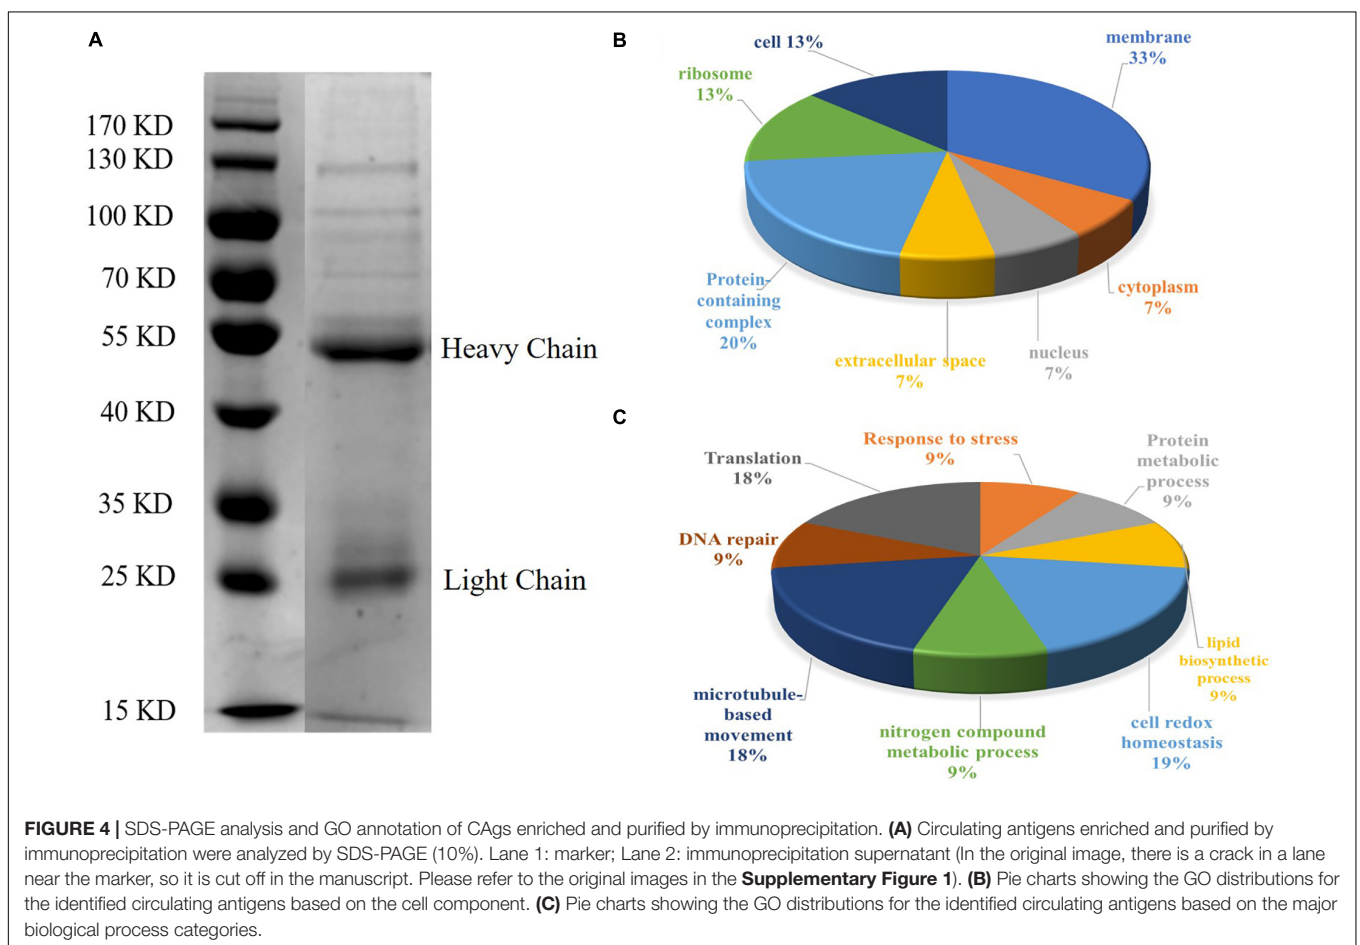 A
170 KD
130 KD
100 KD
70 KD
55 KD
40 KD
35 KD
25 KD
15 KD
Heavy Chain
Light Chain
B
cell 13%
membrane
33%
ribosome
13%
cytoplasm
7%
Protein-
containing
complex
20%
extracellular space
7%
nucleus
7%
C
Response to stress
9%
Protein
metabolic
process
9%
Translation
18%
DNA repair
9%
lipid
biosynthetic
process
9%
microtubule-
based
movement
18%
nitrogen compound
metabolic process
9%
cell redox
homeostasis
19%
FIGURE 4 | SDS-PAGE analysis and GO annotation of CAgs enriched and purified by immunoprecipitation. (A) Circulating antigens enriched and purified by
immunoprecipitation were analyzed by SDS-PAGE (10%). Lane 1: marker; Lane 2: immunoprecipitation supernatant (In the original image, there is a crack in a lane
near the marker, so it is cut off in the manuscript. Please refer to the original images in the Supplementary Figure 1). (B) Pie charts showing the GO distributions for
the identified circulating antigens based on the cell component. (C) Pie charts showing the GO distributions for the identified circulating antigens based on the major
biological process categories.